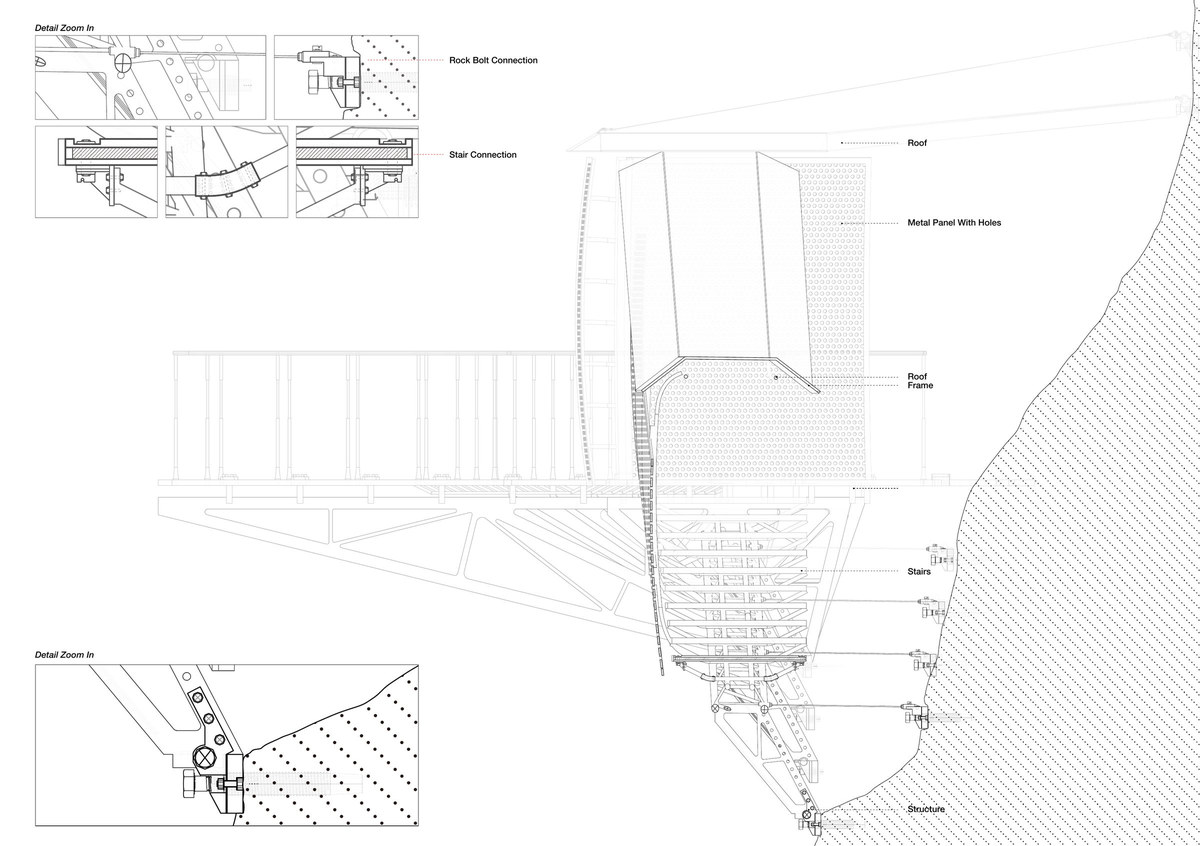 Detail Zoom In
Rock Bolt Connection
Stair Connection
Roof
Metal Panel With Holes
Roof
Frame
Stairs
Detail Zoom In
Structure